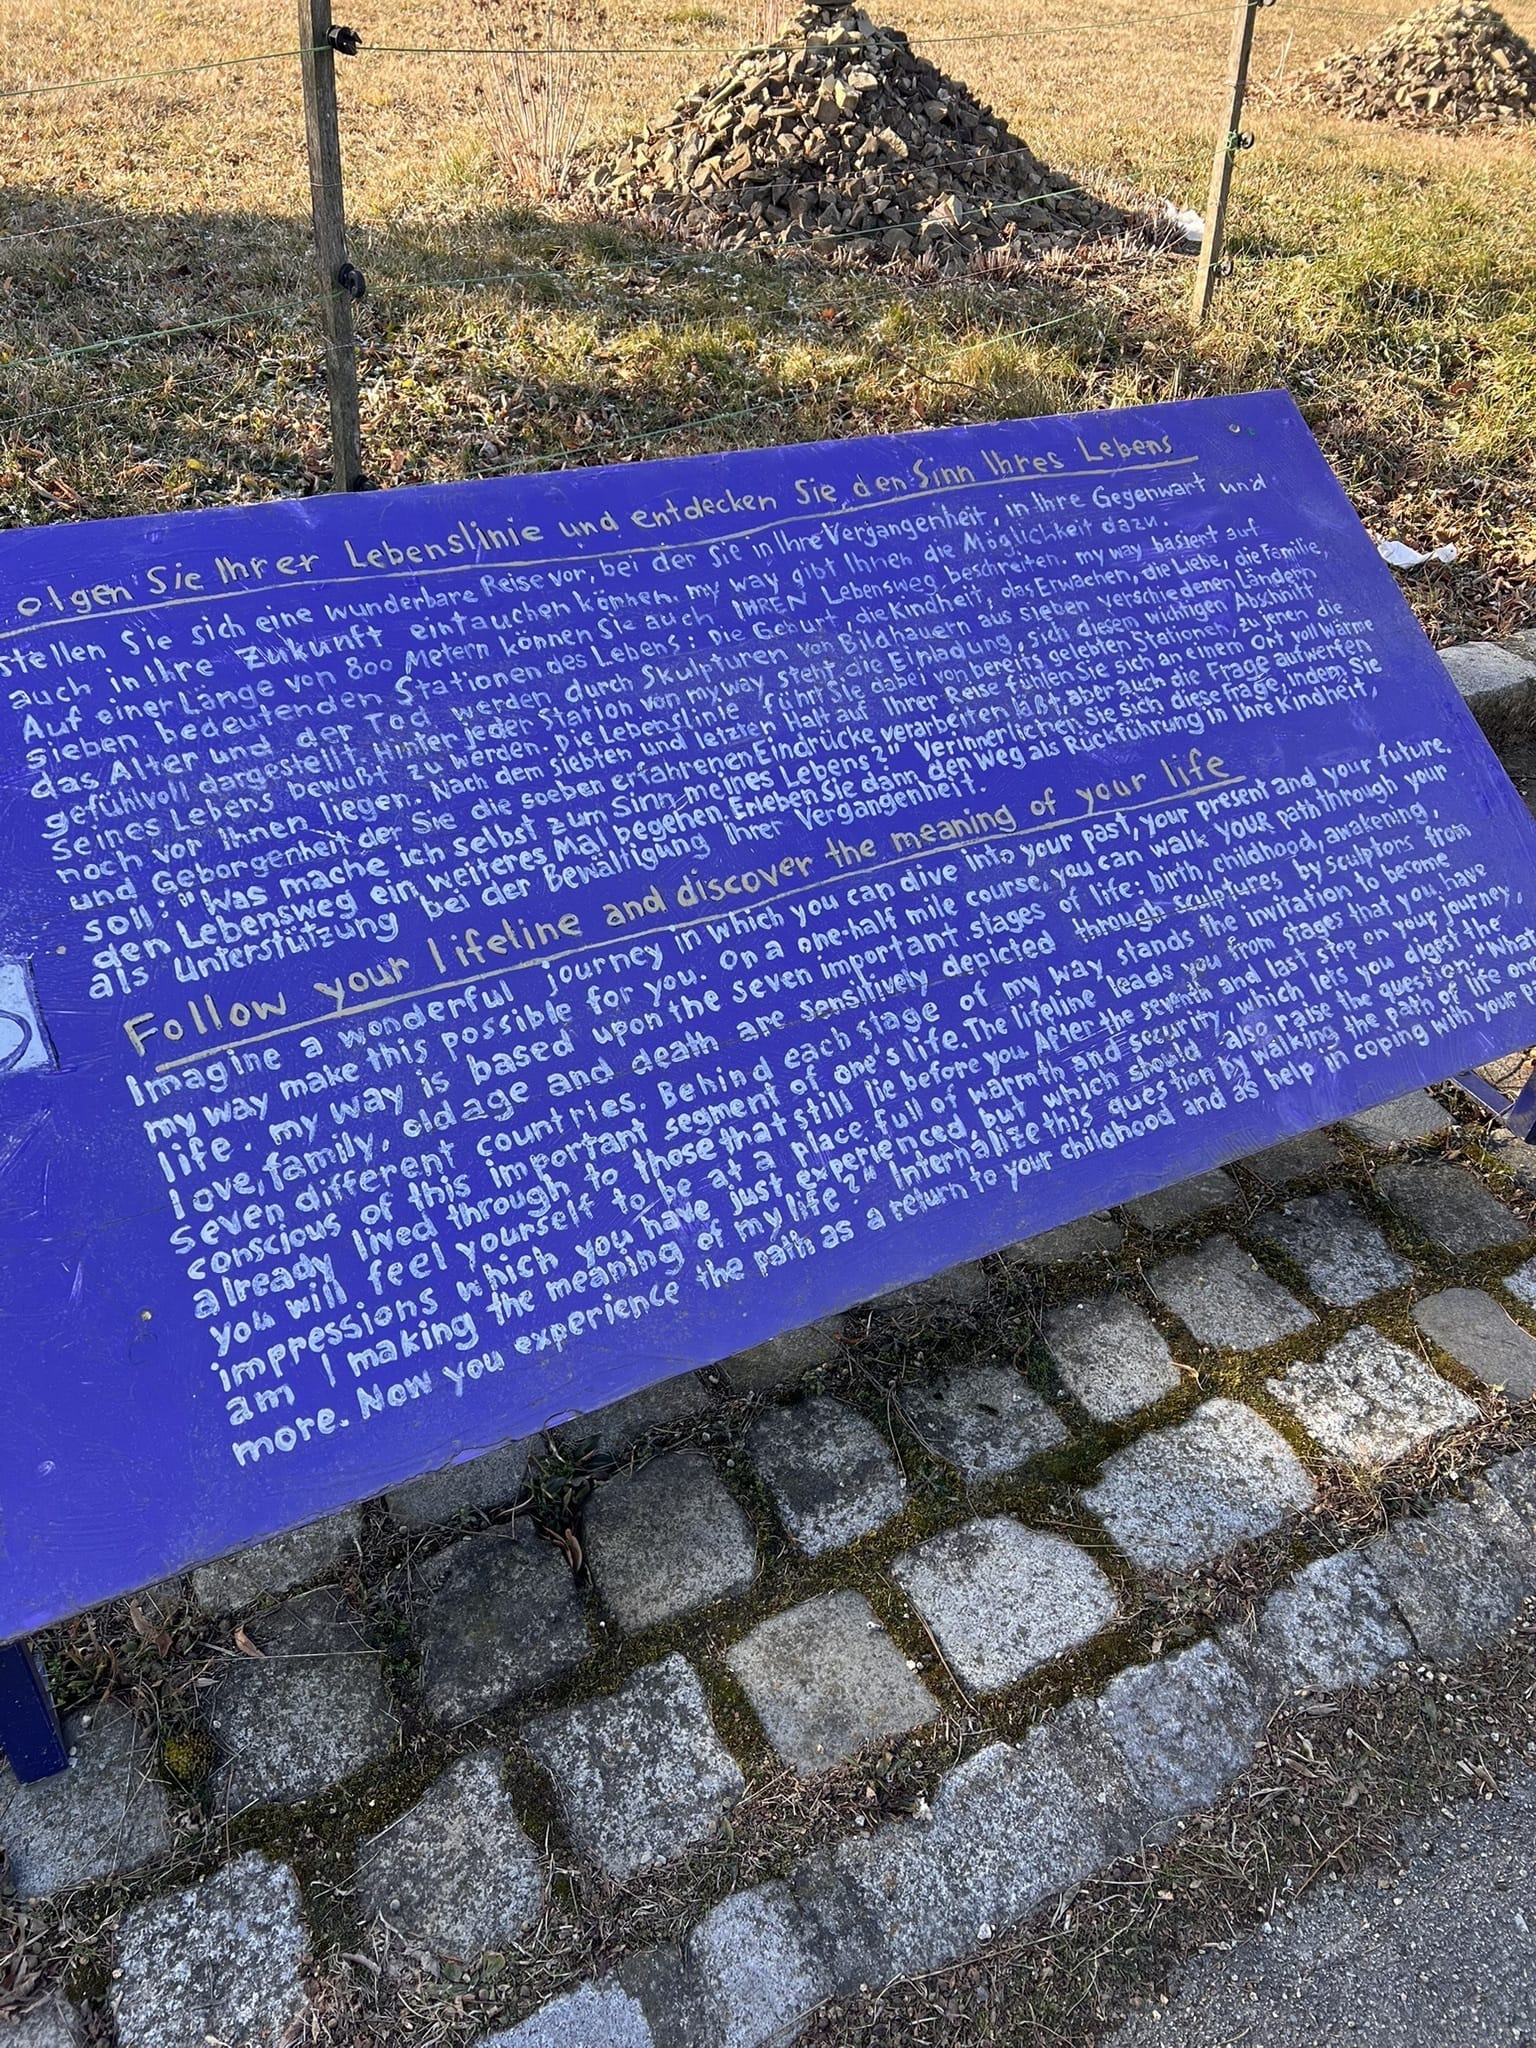 olgen Sie Ihrer Lebenslinie und entdecken Sie den Sinn Ihres Lebens
Stellen Sie sich eine wunderbare Reise vor, bei der Sie in Ihre Vergangenheit, in Ihre Gegenwart und
auch in Ihre Zukunft eintauchen können. my way gibt Ihnen die Möglichkeit dazu.
Auf einer Länge von 800 Metern können Sie auch IHREN Lebensweg beschreiten. my way basiert auf
sieben bedeutenden Stationen des Lebens: Die Geburt, die Kindheit, das Erwachen, die Liebe, die Familie,
das Alter und der Tod werden durch Skulpturen von Bildhauern aus sieben verschiedenen Ländern
gefühlvoll dargestellt. Hinter jeder Station von my way steht die Einladung, sich diesen wichtigen Abschnitt
seines Lebens bewußt zu werden. Die Lebenslinie führt Sie dabei von bereits gelebten Stationen, zu jenen die
noch vor Ihnen liegen. Nach dem siebten und letzten Halt auf Ihrer Reise fühlen Sie sich an einem Ort voll Wärme
und Geborgenheit der Sie die soeben erfahrenen Eindrücke verarbeiten läßt, aber auch die Frage aufwerfen
soll: "Was mache ich selbst zum Sinn meines Lebens?" Verinnerlichen Sie sich diese Frage, indem Sie
den Lebensweg ein weiteres Mal begehen. Erleben Sie dann den Weg als Rückführung in Ihre Kindheit,
als Unterstützung bei der Bewältigung Ihrer Vergangenheit.
Follow your lifeline and discover the meaning of your life
Imagine a wonderful journey in which you can dive into your past, your present and your future.
my way make this possible for you. On a one-half mile course, you can walk YOUR path through your
life. my way is based upon the seven important stages of life: birth, childhood, awakening,
love, family, old age and death are sensitively depicted through sculptures by sculptors from
seven different countries. Behind each stage of my way stands the invitation to become
conscious of this important segment of one's life. The lifeline leads you from stages that you have
already lived through to those that still lie before you. After the seventh and last stop on your journey,
you will feel yourself to be at a place full of warmth and security, which lets you digest the
impressions which you have just experienced, but which should also raise the question: "What
am I making the meaning of my life?" Internalize this question by walking the path of life once
more. Now you experience the path as a return to your childhood and as help in coping with your